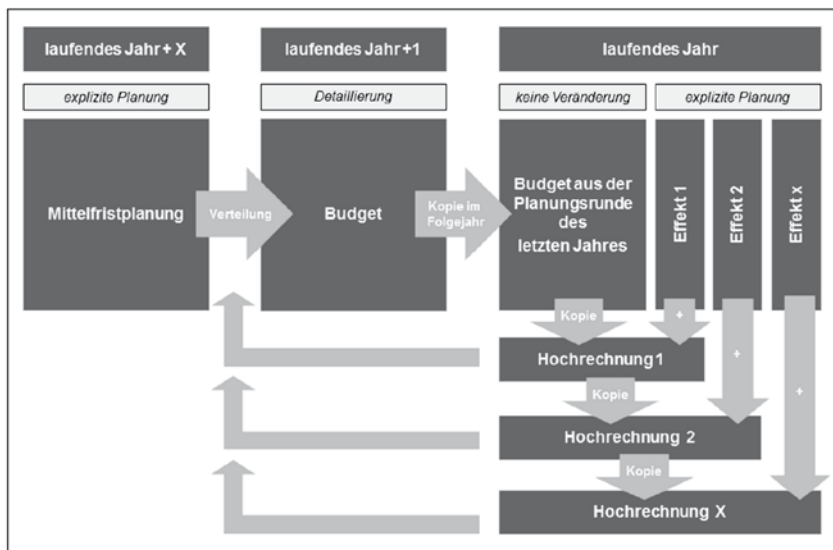 laufendes Jahr + X
laufendes Jahr +1
laufendes Jahr
explizite Planung
Detaillierung
keine Veränderung
explizite Planung
Mittelfristplanung
Verteilung
Budget
Kopie im
Folgejahr
Budget aus der
Planungsrunde
des
letzten Jahres
Effekt 1
Effekt 2
Effekt x
Kopie
+
Hochrechnung 1
+
+
Kopie
Hochrechnung 2
Kopie
Hochrechnung X